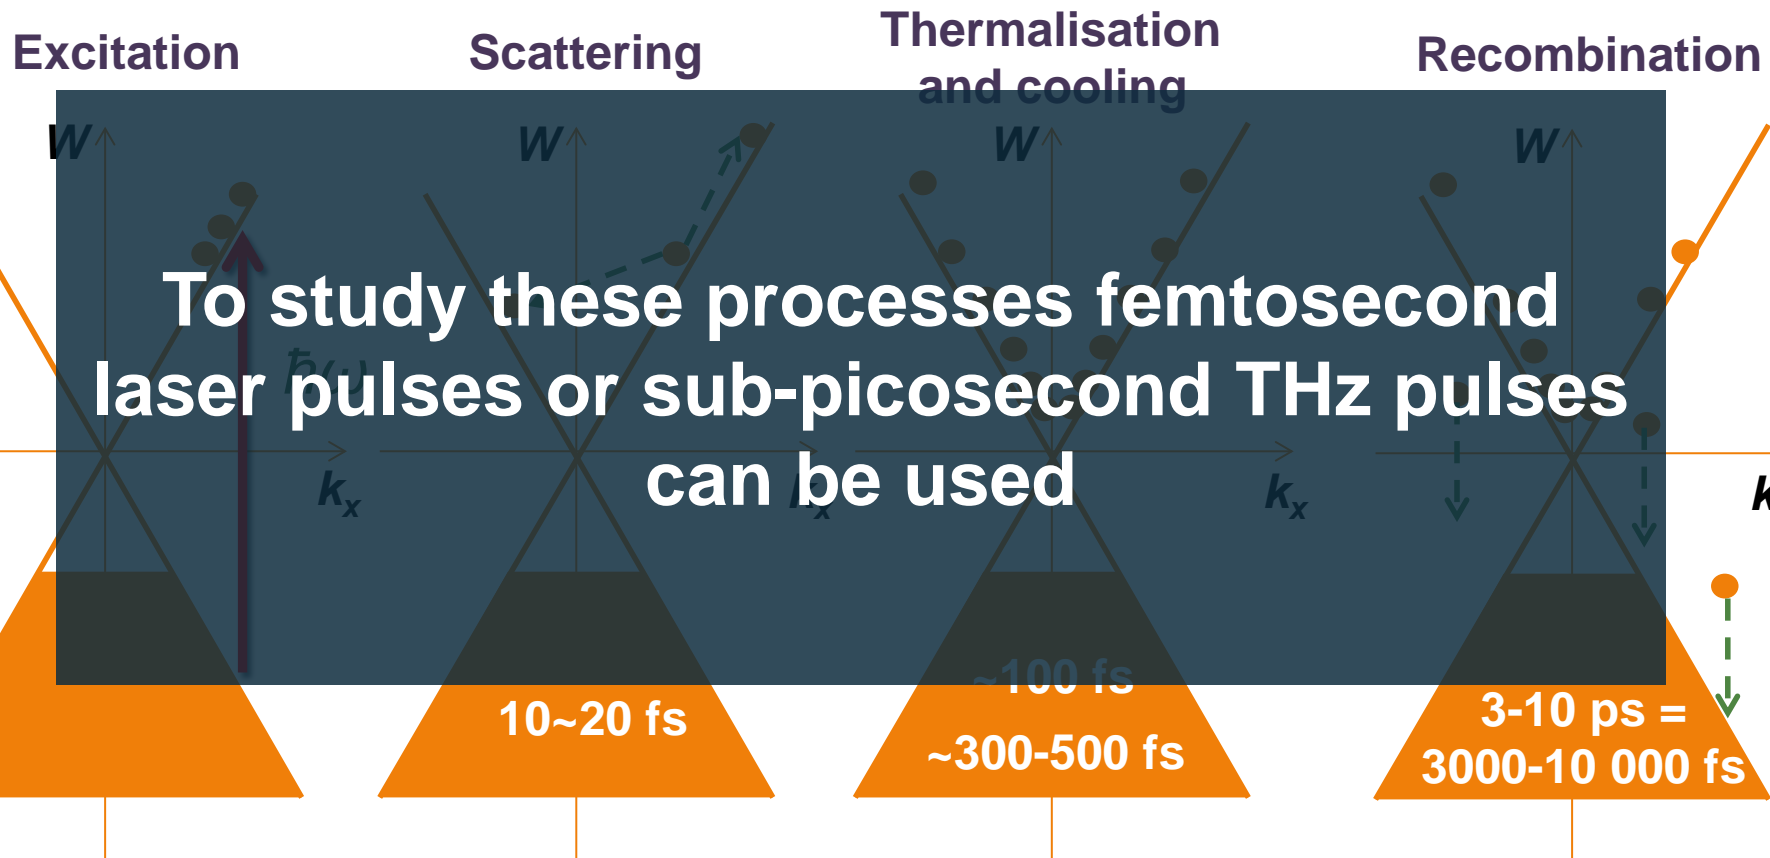 Excitation
Scattering
Thermalisation
and cooling
Recombination
W
W
W
W
To study these processes femtosecond
ħω
laser pulses or sub-picosecond THz pulses
can be used
kx
kx
kx
k
~100 fs
10~20 fs
~300-500 fs
3-10 ps =
3000-10 000 fs